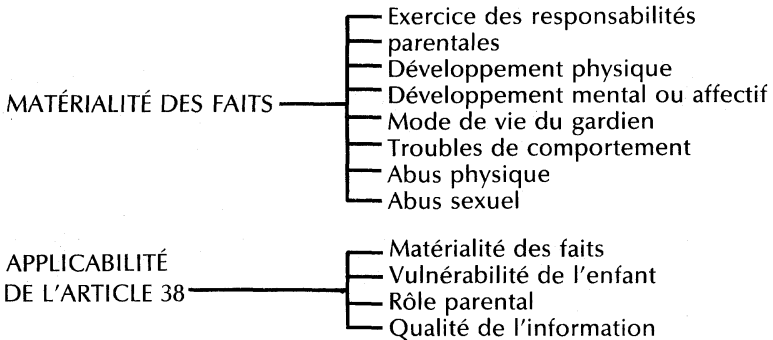 MATÉRIALITÉ DES FAITS
Exercice des responsabilités
parentales
Développement physique
Développement mental ou affectif
Mode de vie du gardien
Troubles de comportement
Abus physique
Abus sexuel
APPLICABILITÉ
DE L'ARTICLE 38
Matérialité des faits
Vulnérabilité de l'enfant
Rôle parental
Qualité de l'information